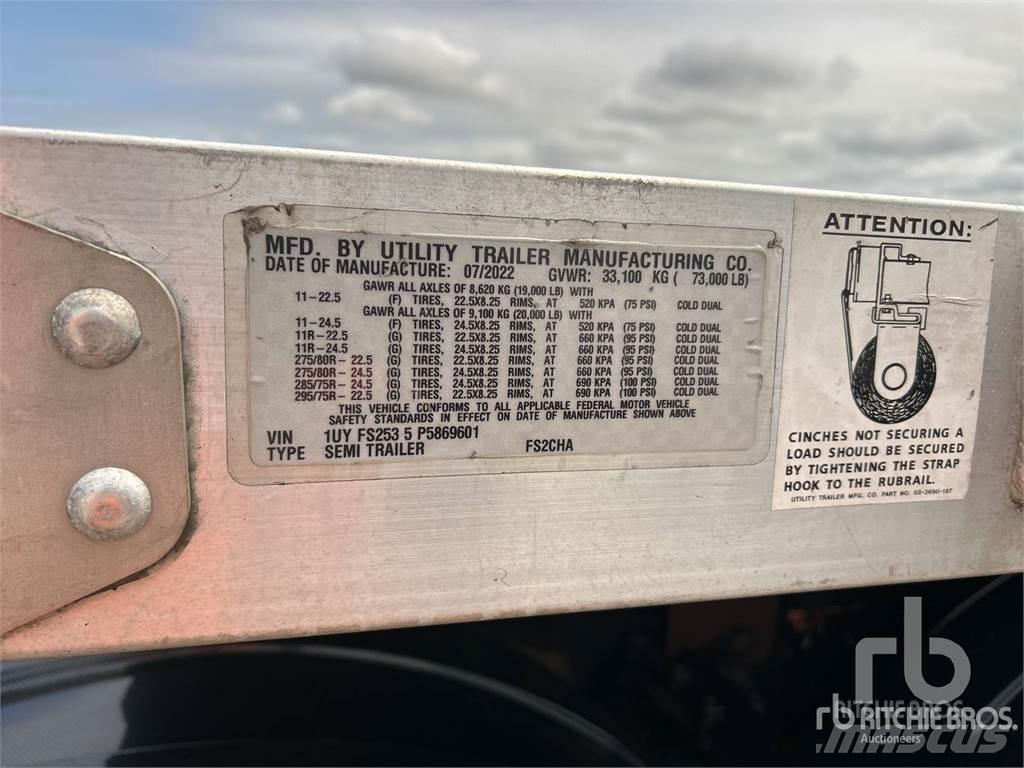 MFD. BY UTILITY TRAILER MANUFACTURING CO.
DATE OF MANUFACTURE: 07/2022 GVWR: 33,100 KG ( 73,000 LB)
GAWR ALL AXLES OF 8,620 KG (19,000 LB) WITH
11-22.5 (F) TIRES, 22.5X8.25 RIMS, AT 520 KPA (75 PSI) COLD DUAL
GAWR ALL AXLES OF 9,100 KG (20,000 LB) WITH
11-24.5 (F) TIRES, 24.5X8.25 RIMS, AT 520 KPA (75 PSI) COLD DUAL
11R-22.5 (G) TIRES, 22.5X8.25 RIMS, AT 660 KPA (95 PSI) COLD DUAL
11R-24.5 (G) TIRES, 24.5X8.25 RIMS, AT 660 KPA (95 PSI) COLD DUAL
275/80R- 22.5 (G) TIRES, 22.5X8.25 RIMS, AT 660 KPA (95 PSI) COLD DUAL
275/80R- 24.5 (G) TIRES, 24.5X8.25 RIMS, AT 660 KPA (95 PSI) COLD DUAL
285/75R- 24.5 (G) TIRES, 24.5X8.25 RIMS, AT 690 KPA (100 PSI) COLD DUAL
295/75R- 22.5 (G) TIRES, 22.5X8.25 RIMS, AT 690 KPA (100 PSI) COLD DUAL
THIS VEHICLE CONFORMS TO ALL APPLICABLE FEDERAL MOTOR VEHICLE
SAFETY STANDARDS IN EFFECT ON DATE OF MANUFACTURE SHOWN ABOVE
VIN 1UY FS253 5 P5869601
TYPE SEMI TRAILER FS2CHA
ATTENTION:
CINCHES NOT SECURING A
LOAD SHOULD BE SECURED
BY TIGHTENING THE STRAP
HOOK TO THE RUBRAIL.
UTILITY TRAILER MFG. CO. PART NO. 03-2690-187
rb
RITCHIE BROS.
rb RITCHIE BROS.
Auctioneers
mascus